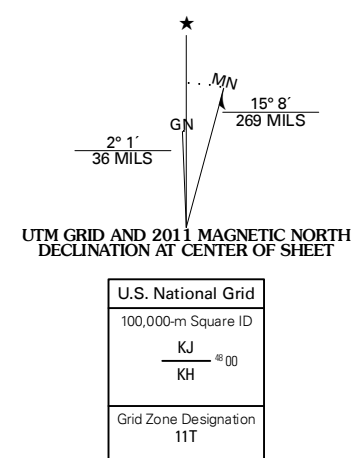 ★
MN
GN
15° 8´
269 MILS
2° 1´
36 MILS
UTM GRID AND 2011 MAGNETIC NORTH
DECLINATION AT CENTER OF SHEET
U.S. National Grid
100,000-m Square ID
KJ
48 00
KH
Grid Zone Designation
11T